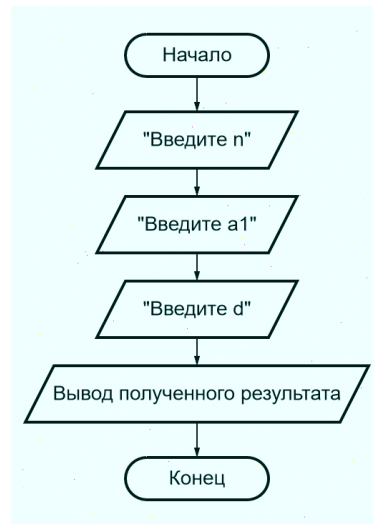 Начало
"Введите n"
"Введите a1"
"Введите d"
Вывод полученного результата
Конец